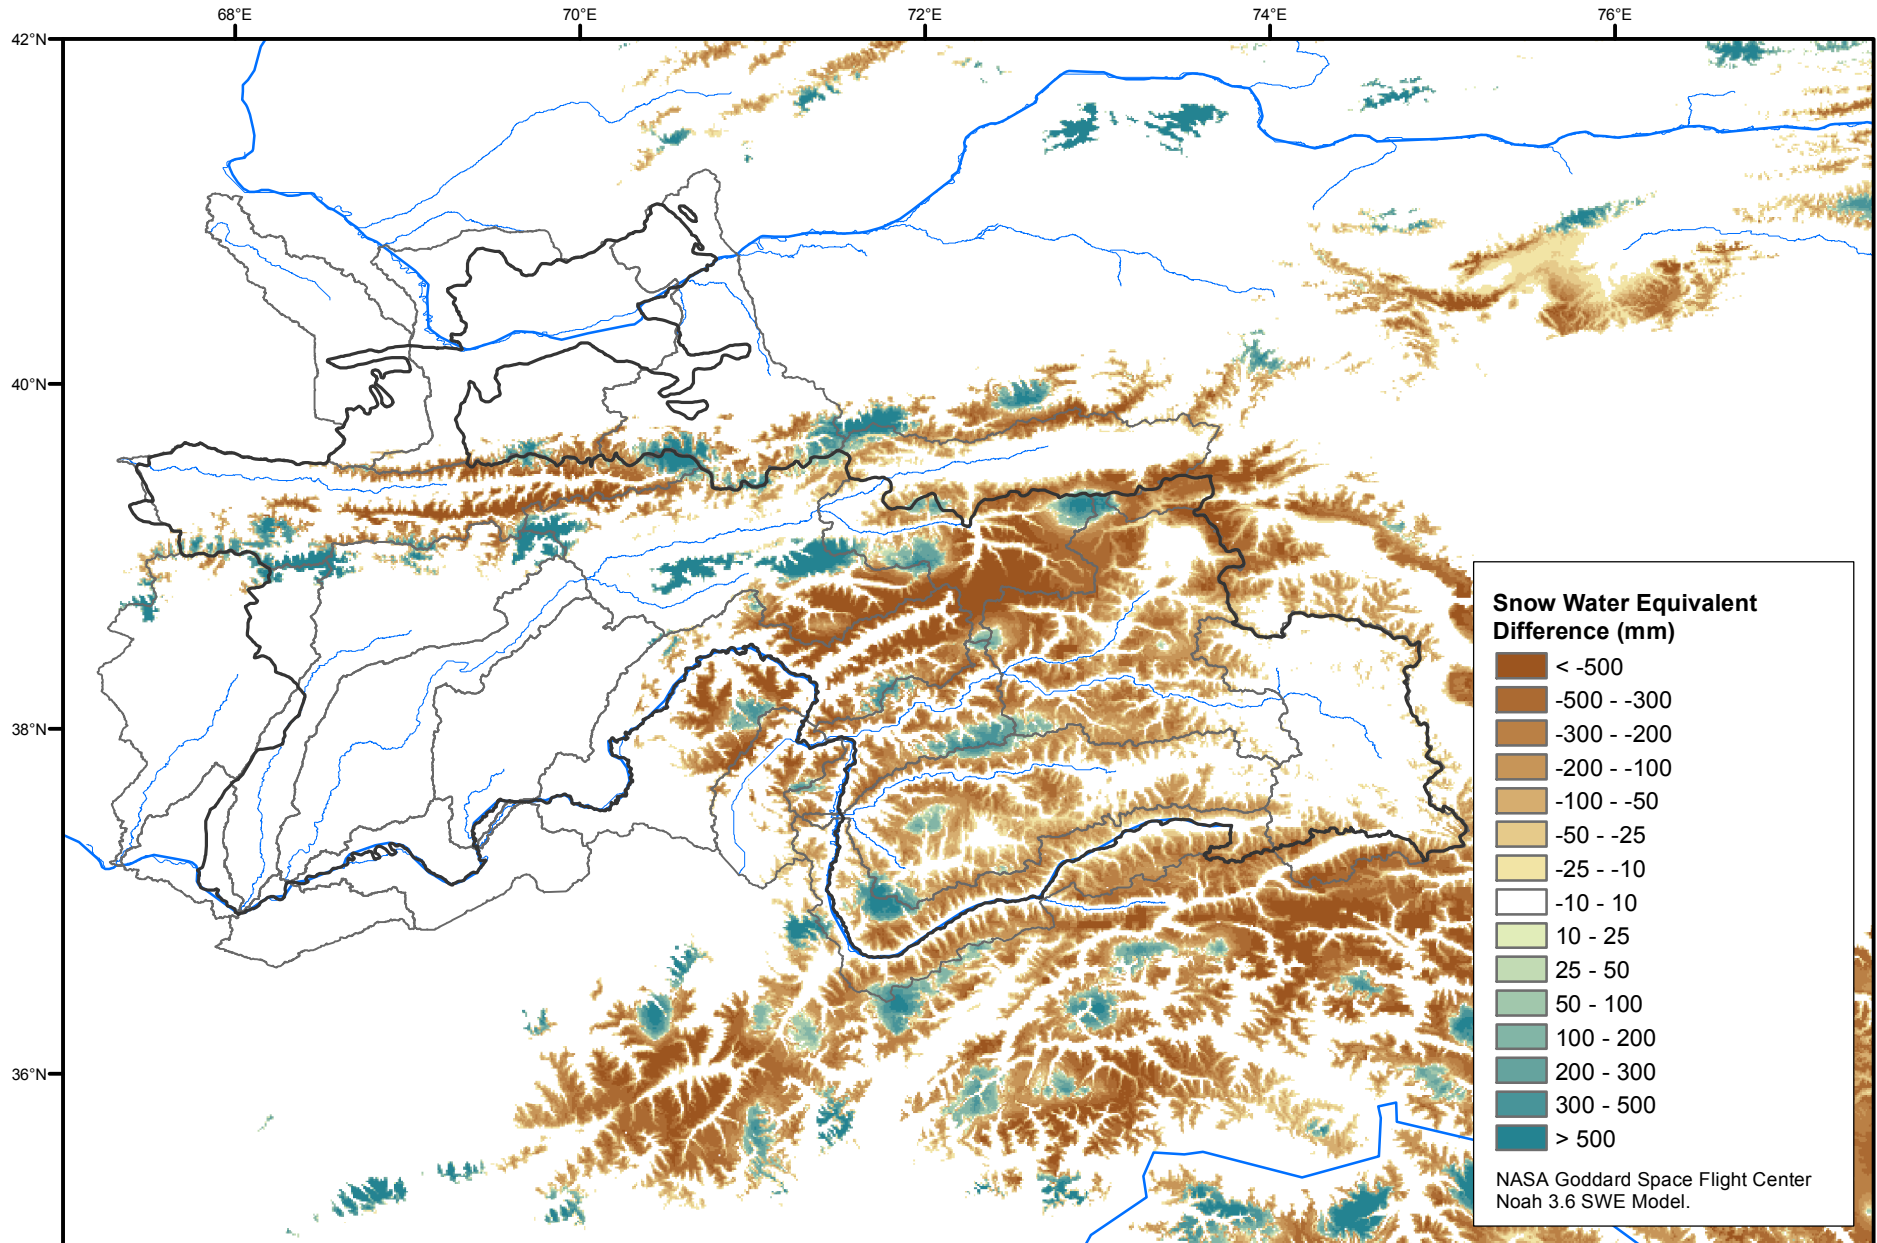 68°E 70°E 72°E 74°E 76°E
42°N
40°N
38°N
36°N
Snow Water Equivalent
Difference (mm)
< -500
-500 - -300
-300 - -200
-200 - -100
-100 - -50
-50 - -25
-25 - -10
-10 - 10
10 - 25
25 - 50
50 - 100
100 - 200
200 - 300
300 - 500
> 500
NASA Goddard Space Flight Center
Noah 3.6 SWE Model.